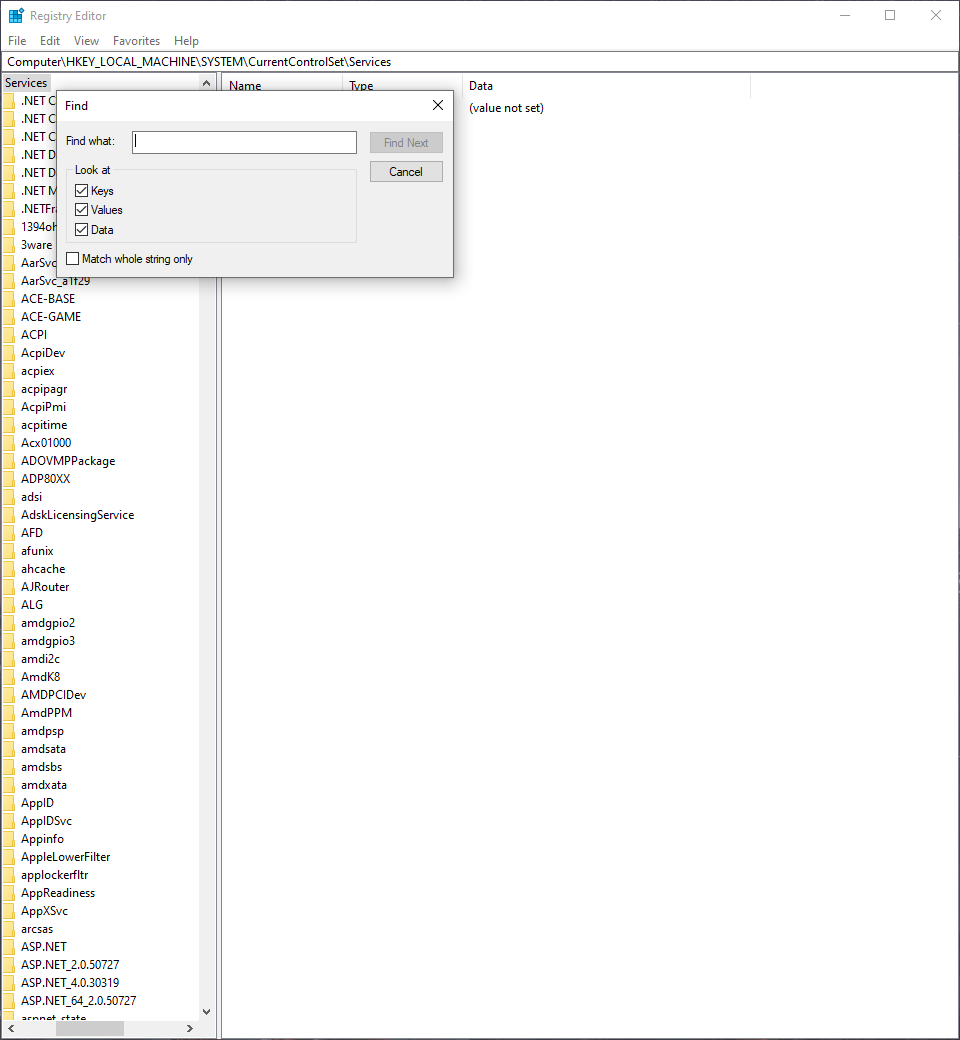 Registry Editor
File Edit View Favorites Help
Computer\HKEY_LOCAL_MACHINE\SYSTEM\CurrentControlSet\Services
Services
Name Type Data
(value not set)
Find
Find what:
Find Next
Look at
Cancel
Keys
Values
Data
Match whole string only
.NET C
.NET C
.NET C
.NET D
.NET D
.NET M
.NETFra
1394oh
3ware
AarSvc
AarSvc_a1f29
ACE-BASE
ACE-GAME
ACPI
AcpiDev
acpiex
acpipagr
AcpiPmi
acpitime
Acx01000
ADOVMPPackage
ADP80XX
adsi
AdskLicensingService
AFD
afunix
ahcache
AJRouter
ALG
amdgpio2
amdgpio3
amdi2c
AmdK8
AMDPCIDev
AmdPPM
amdpsp
amdsata
amdsbs
amdxata
AppID
AppIDSvc
Appinfo
AppleLowerFilter
applockerfltr
AppReadiness
AppXSvc
arcsas
ASP.NET
ASP.NET_2.0.50727
ASP.NET_4.0.30319
ASP.NET_64_2.0.50727
aspnet_state